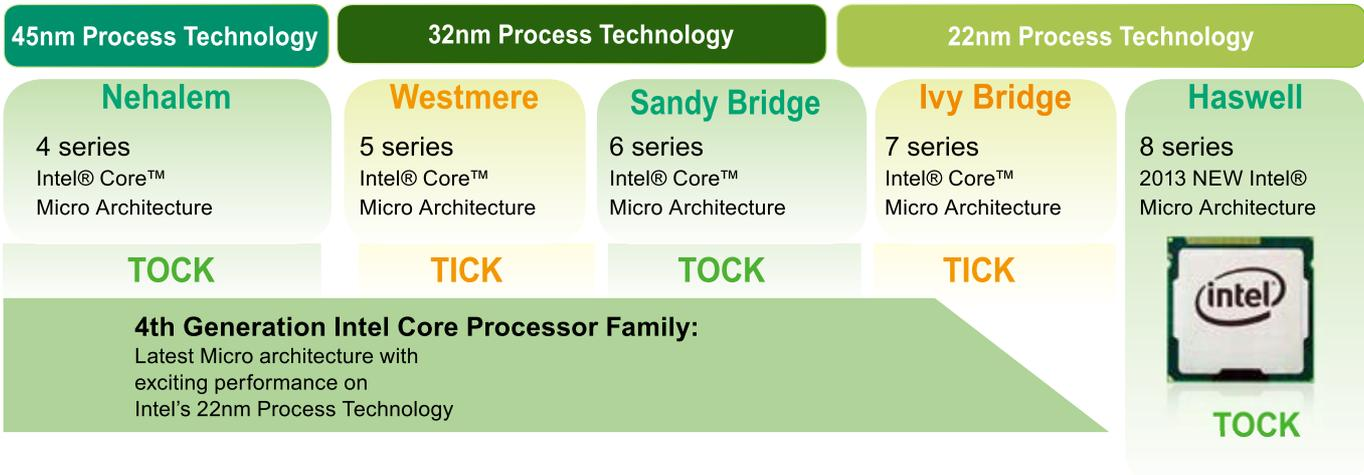 45nm Process Technology
32nm Process Technology
22nm Process Technology
Nehalem
4 series
Intel® Core™
Micro Architecture
TOCK
Westmere
5 series
Intel® Core™
Micro Architecture
TICK
Sandy Bridge
6 series
Intel® Core™
Micro Architecture
TOCK
Ivy Bridge
7 series
Intel® Core™
Micro Architecture
TICK
Haswell
8 series
2013 NEW Intel®
Micro Architecture
intel
TOCK
4th Generation Intel Core Processor Family:
Latest Micro architecture with
exciting performance on
Intel's 22nm Process Technology